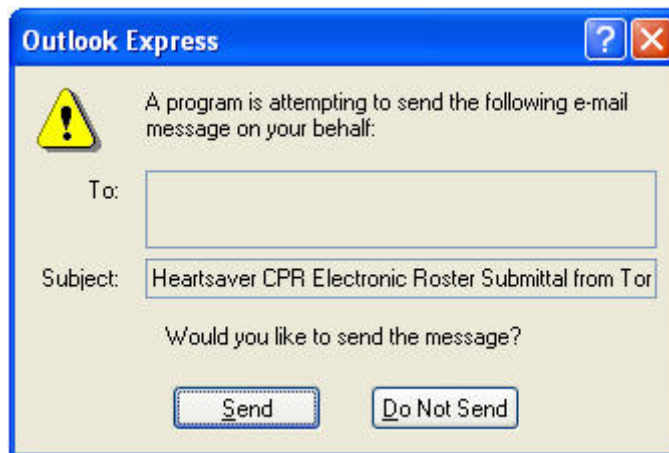 Outlook Express
A program is attempting to send the following e-mail
message on your behalf:
To:
Subject: Heartsaver CPR Electronic Roster Submittal from Tor
Would you like to send the message?
Send Do Not Send